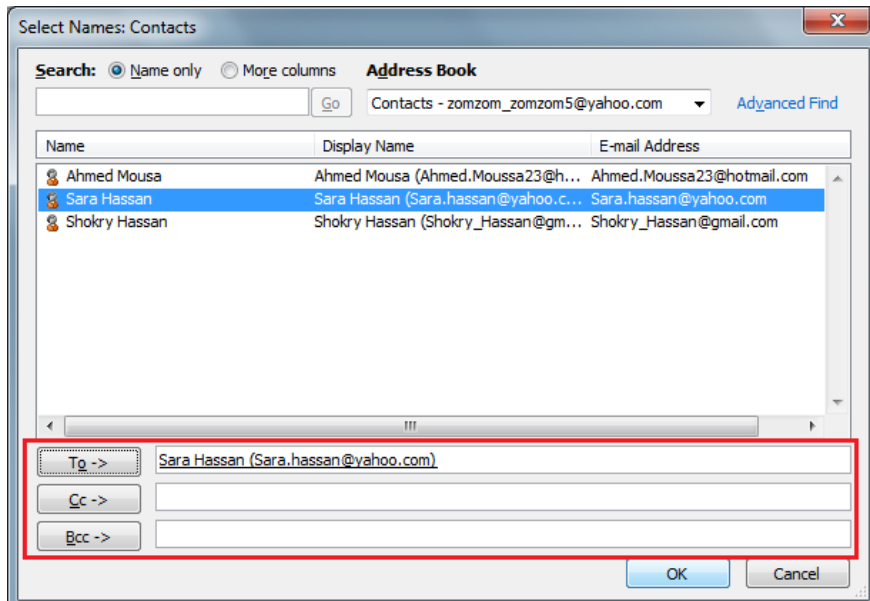 Select Names: Contacts
Search: Name only More columns Address Book
Go Contacts - zomzom_zomzom5@yahoo.com Advanced Find
Name Display Name E-mail Address
Ahmed Mousa Ahmed Mousa (Ahmed.Moussa23@h... Ahmed.Moussa23@hotmail.com
Sara Hassan Sara Hassan (Sara.hassan@yahoo.c... Sara.hassan@yahoo.com
Shokry Hassan Shokry Hassan (Shokry_Hassan@gm... Shokry_Hassan@gmail.com
To -> Sara Hassan (Sara.hassan@yahoo.com)
Cc ->
Bcc ->
OK Cancel